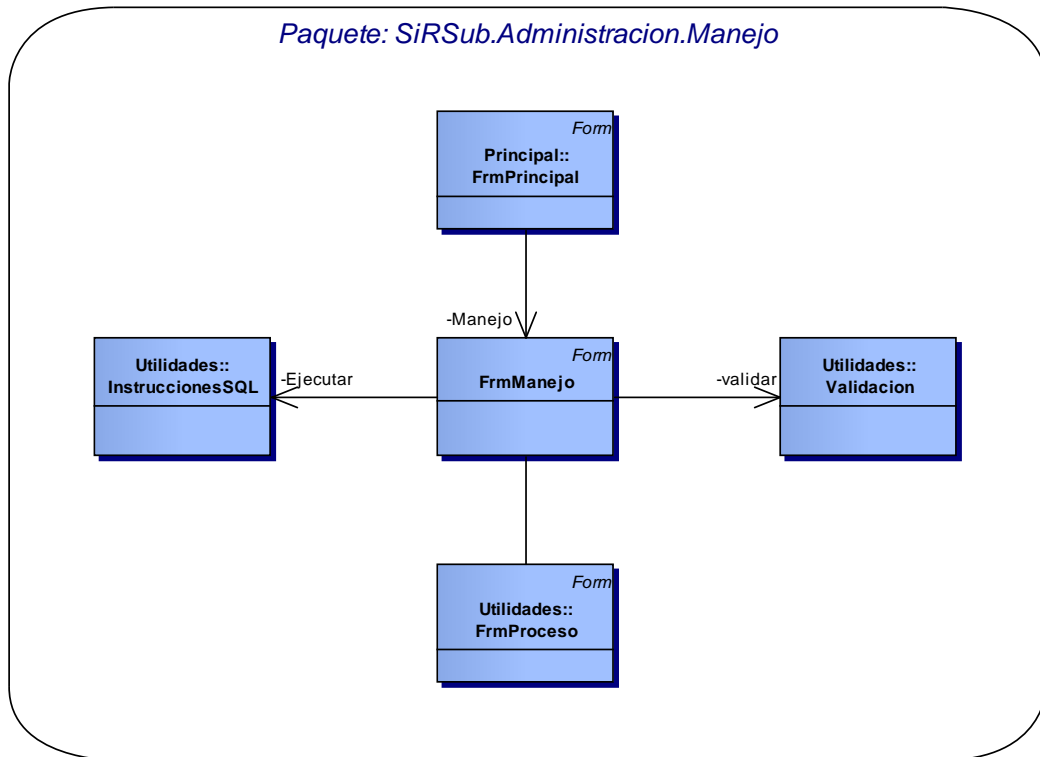 Paquete: SiRSub.Administracion.Manejo
Form
Principal::
FrmPrincipal
-Manejo
Utilidades::
InstruccionesSQL
-Ejecutar
Form
FrmManejo
-validar
Utilidades::
Validacion
Form
Utilidades::
FrmProceso